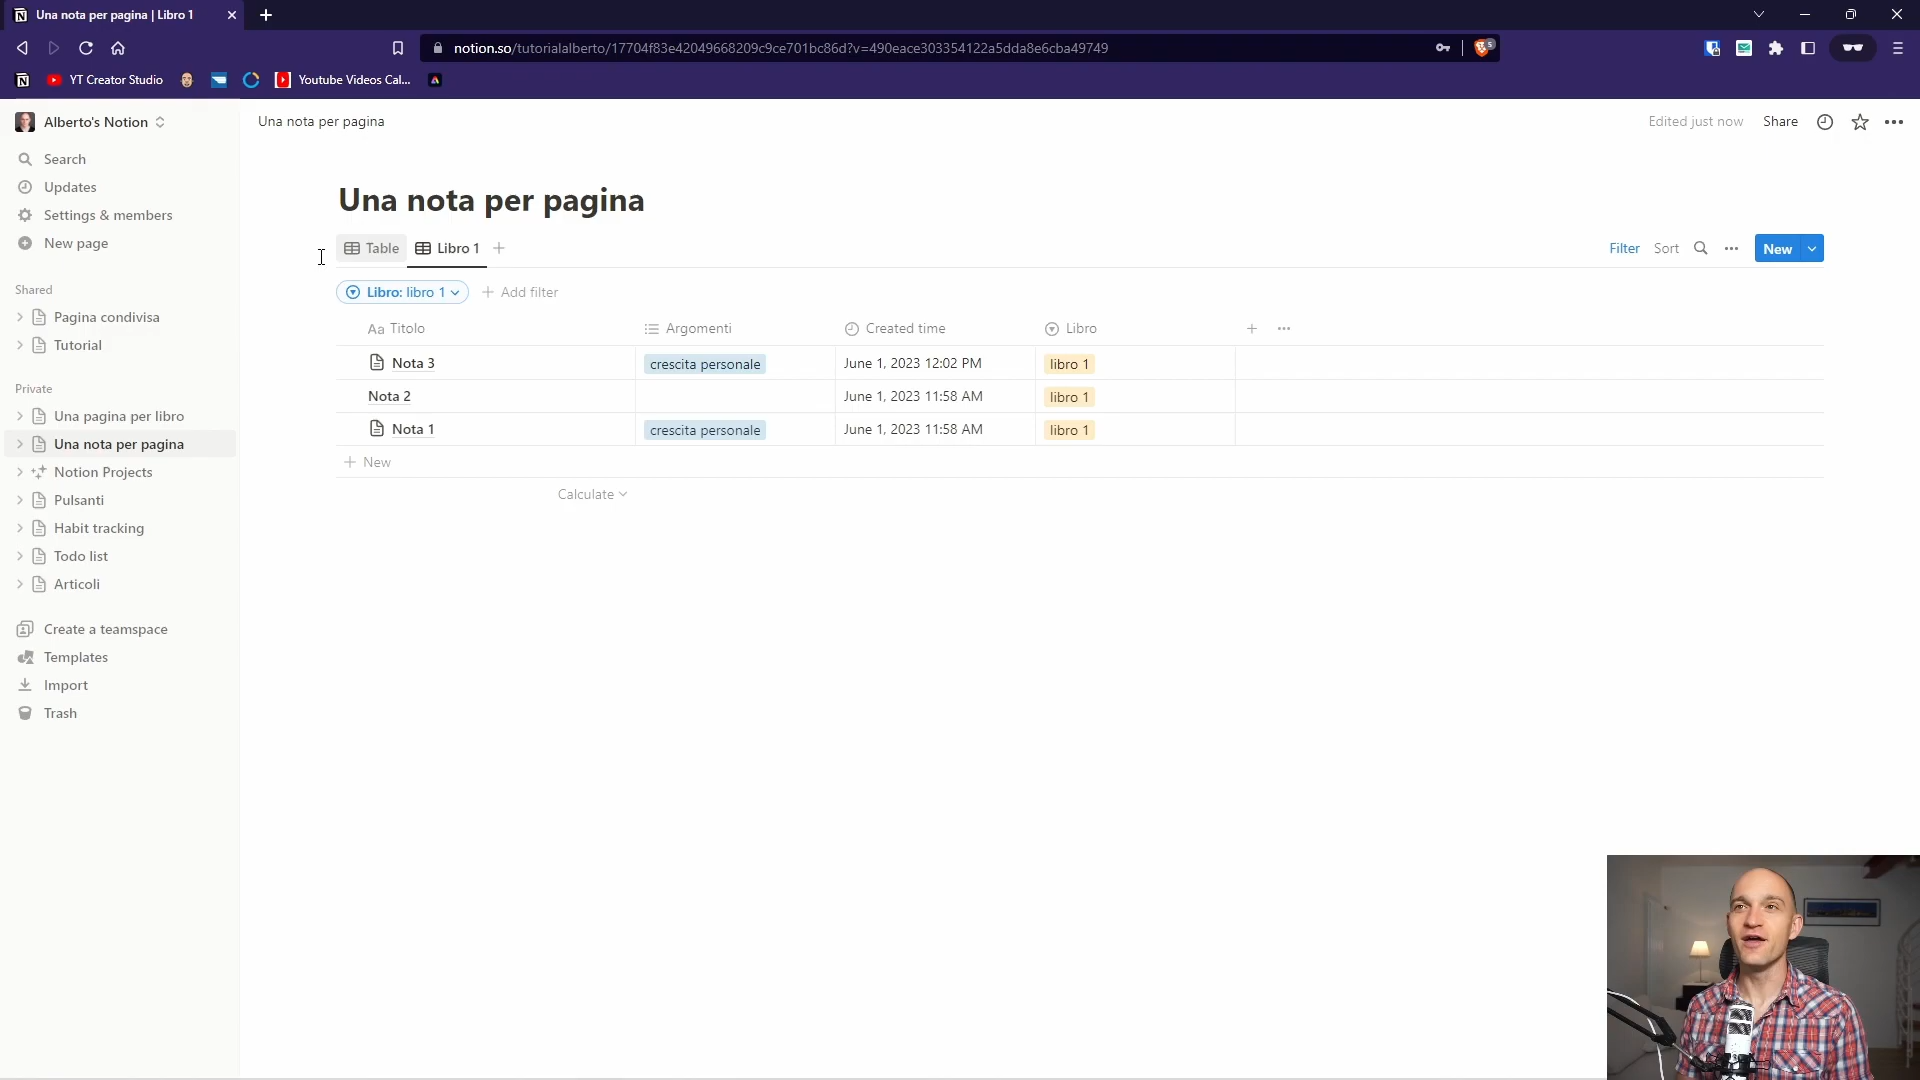 Una nota per pagina | Libro 1
notion.so/tutorialalberto/17704f83e42049668209c9ce701bc86d?v=490eace303354122a5dda8e6cba49749
5
YT Creator Studio
Youtube Videos Cal...
Alberto's Notion
Search
Updates
Settings & members
New page
Shared
Pagina condivisa
Tutorial
Private
Una pagina per libro
Una nota per pagina
Notion Projects
Pulsanti
Habit tracking
Todo list
Articoli
Create a teamspace
Templates
Import
Trash
Una nota per pagina
Edited just now
Share
Una nota per pagina
Table
Libro 1
Filter
Sort
New
Libro: libro 1
Add filter
Aa Titolo
Argomenti
Created time
Libro
Nota 3
crescita personale
June 1, 2023 12:02 PM
libro 1
Nota 2
June 1, 2023 11:58 AM
libro 1
Nota 1
crescita personale
June 1, 2023 11:58 AM
libro 1
New
Calculate